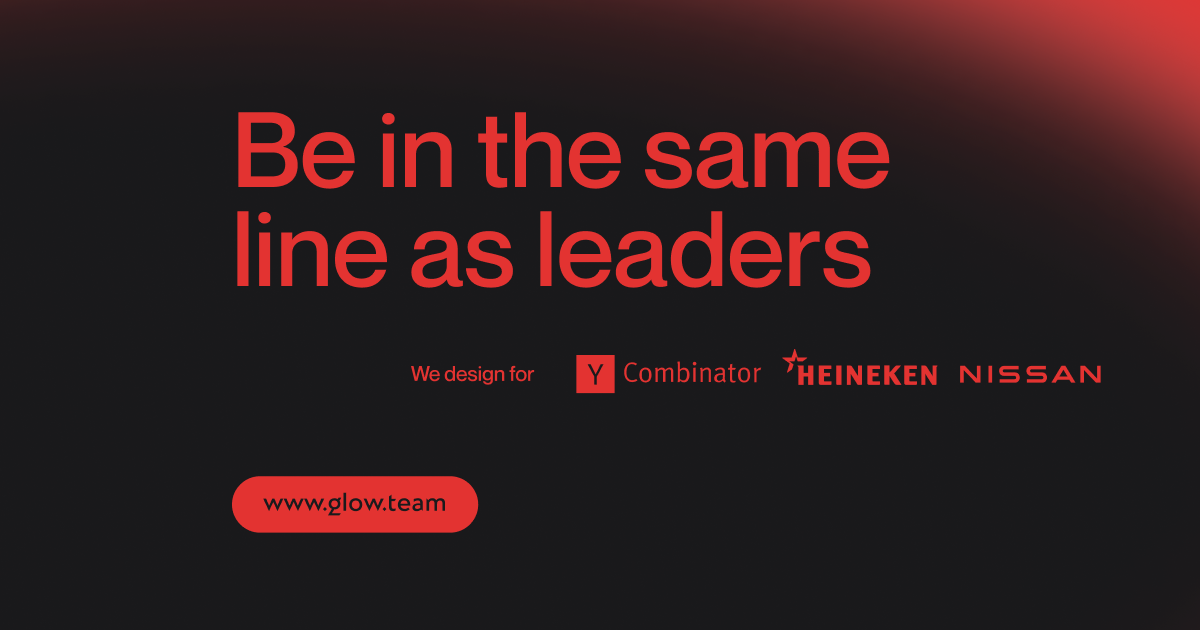 Be in the same
line as leaders
We design for Y Combinator HEINEKEN NISSAN
www.glow.team